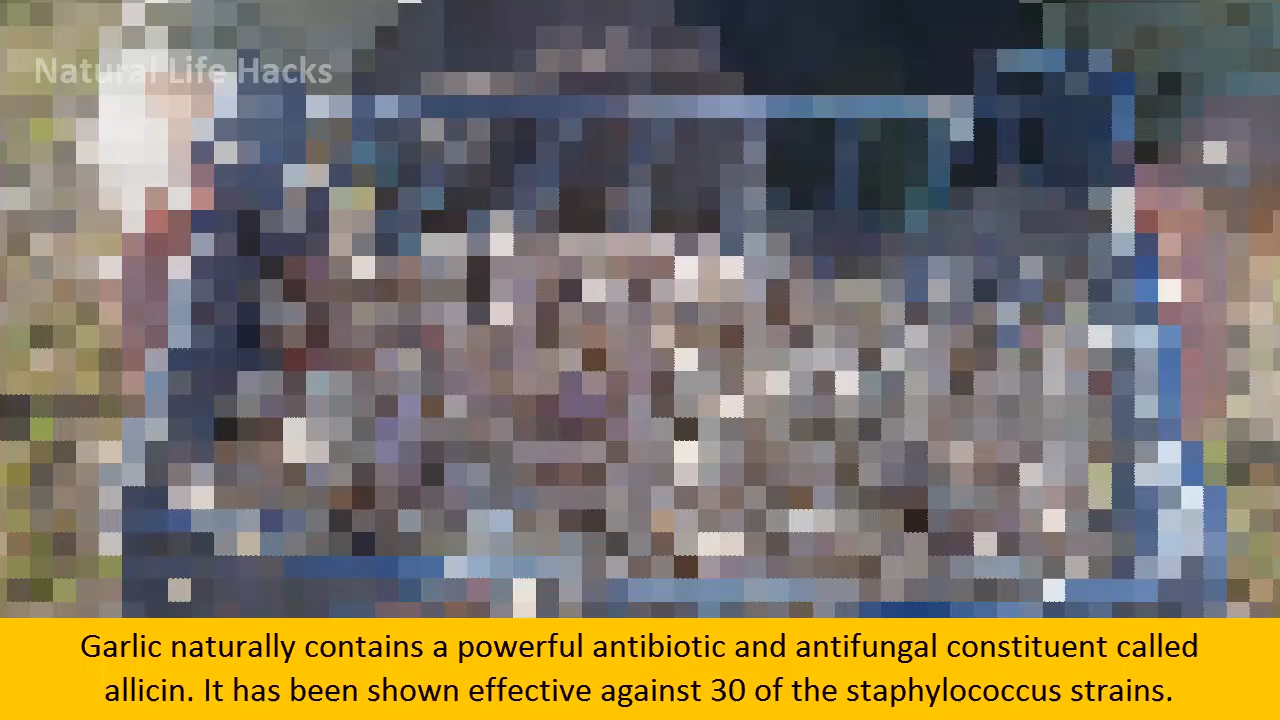 Natural Life Hacks
Garlic naturally contains a powerful antibiotic and antifungal constituent called
allicin. It has been shown effective against 30 of the staphylococcus strains.